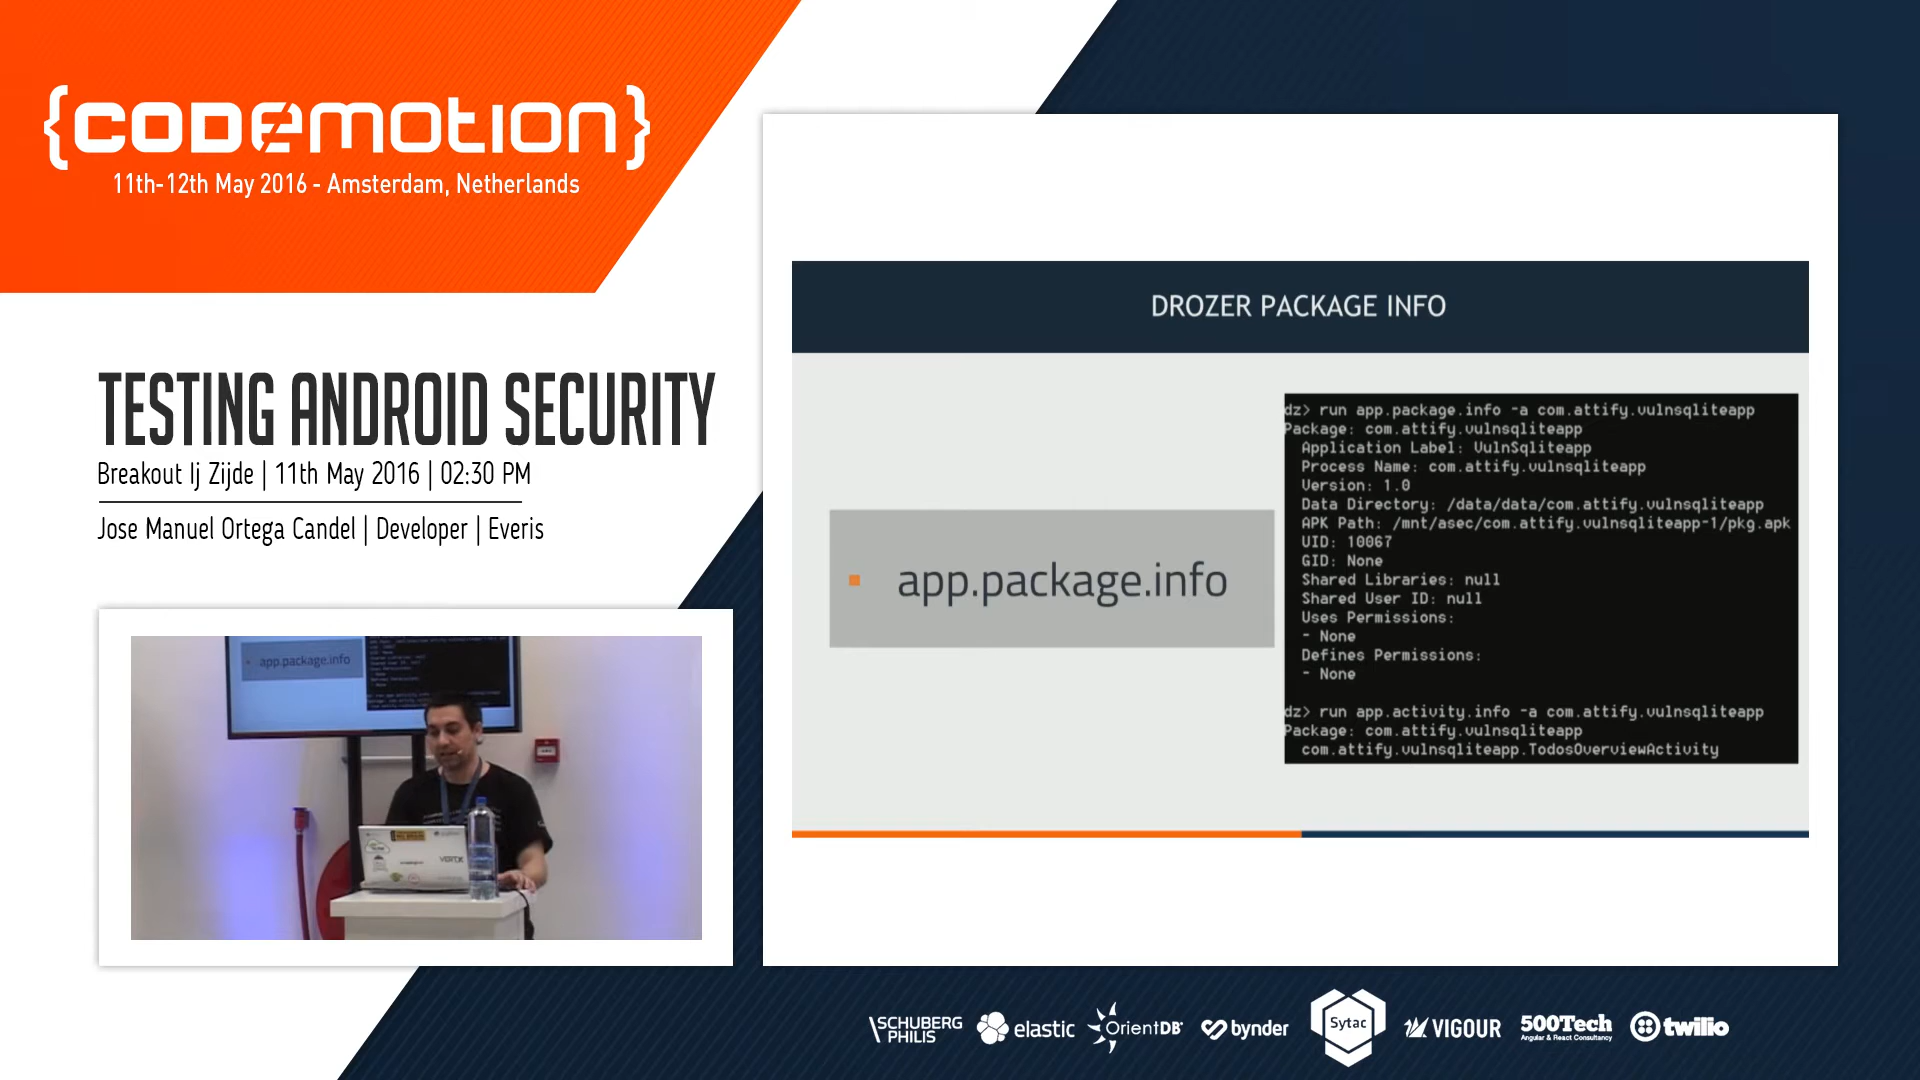 {codemotion}
11th-12th May 2016 - Amsterdam, Netherlands
TESTING ANDROID SECURITY
Breakout Ij Zijde | 11th May 2016 | 02:30 PM
Jose Manuel Ortega Candel | Developer | Everis
app.package.info
VERT.X
DROZER PACKAGE INFO
▪ app.package.info
dz> run app.package.info -a com.attify.vulnsqliteapp
Package: com.attify.vulnsqliteapp
Application Label: VulnSqliteapp
Process Name: com.attify.vulnsqliteapp
Version: 1.0
Data Directory: /data/data/com.attify.vulnsqliteapp
APK Path: /mnt/asec/com.attify.vulnsqliteapp-1/pkg.apk
UID: 10067
GID: None
Shared Libraries: null
Shared User ID: null
Uses Permissions:
- None
Defines Permissions:
- None
dz> run app.activity.info -a com.attify.vulnsqliteapp
Package: com.attify.vulnsqliteapp
com.attify.vulnsqliteapp.TodosOverviewActivity
SCHUBERG
PHILIS
elastic
OrientDB
bynder
Sytac
VIGOUR
500Tech
Angular & React Consultancy
twilio